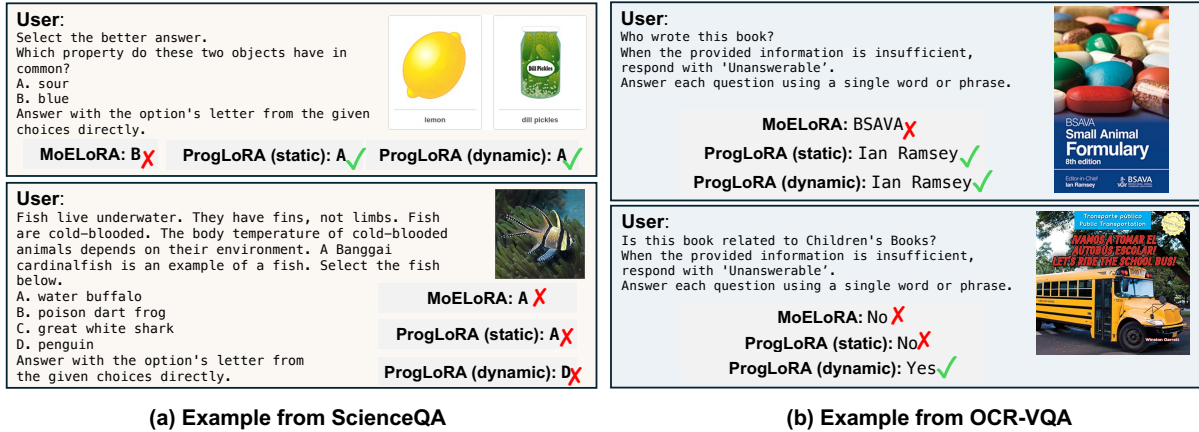 User:
Select the better answer.
Which property do these two objects have in
common?
A. sour
B. blue
Answer with the option's letter from the given
choices directly.
lemon
Dill Pickles
dill pickles
MoELoRA: B
ProgLoRA (static): A
ProgLoRA (dynamic): A
User:
Fish live underwater. They have fins, not limbs. Fish
are cold-blooded. The body temperature of cold-blooded
animals depends on their environment. A Banggai
cardinalfish is an example of a fish. Select the fish
below.
A. water buffalo
B. poison dart frog
C. great white shark
D. penguin
Answer with the option's letter from
the given choices directly.
MoELoRA: A
ProgLoRA (static): A
ProgLoRA (dynamic): D
(a) Example from ScienceQA
User:
Who wrote this book?
When the provided information is insufficient,
respond with 'Unanswerable'.
Answer each question using a single word or phrase.
MoELoRA: BSAVA
ProgLoRA (static): Ian Ramsey
ProgLoRA (dynamic): Ian Ramsey
BSAVA
Small Animal
Formulary
8th edition
Editor-in-Chief
Ian Ramsey
BSAVA
User:
Is this book related to Children's Books?
When the provided information is insufficient,
respond with 'Unanswerable'.
Answer each question using a single word or phrase.
MoELoRA: No
ProgLoRA (static): No
ProgLoRA (dynamic): Yes
Transporte público
Public Transportation
¡VAMOS A TOMAR EL
AUTOBÚS ESCOLAR!
LET'S RIDE THE SCHOOL BUS!
Winston Garrett
(b) Example from OCR-VQA